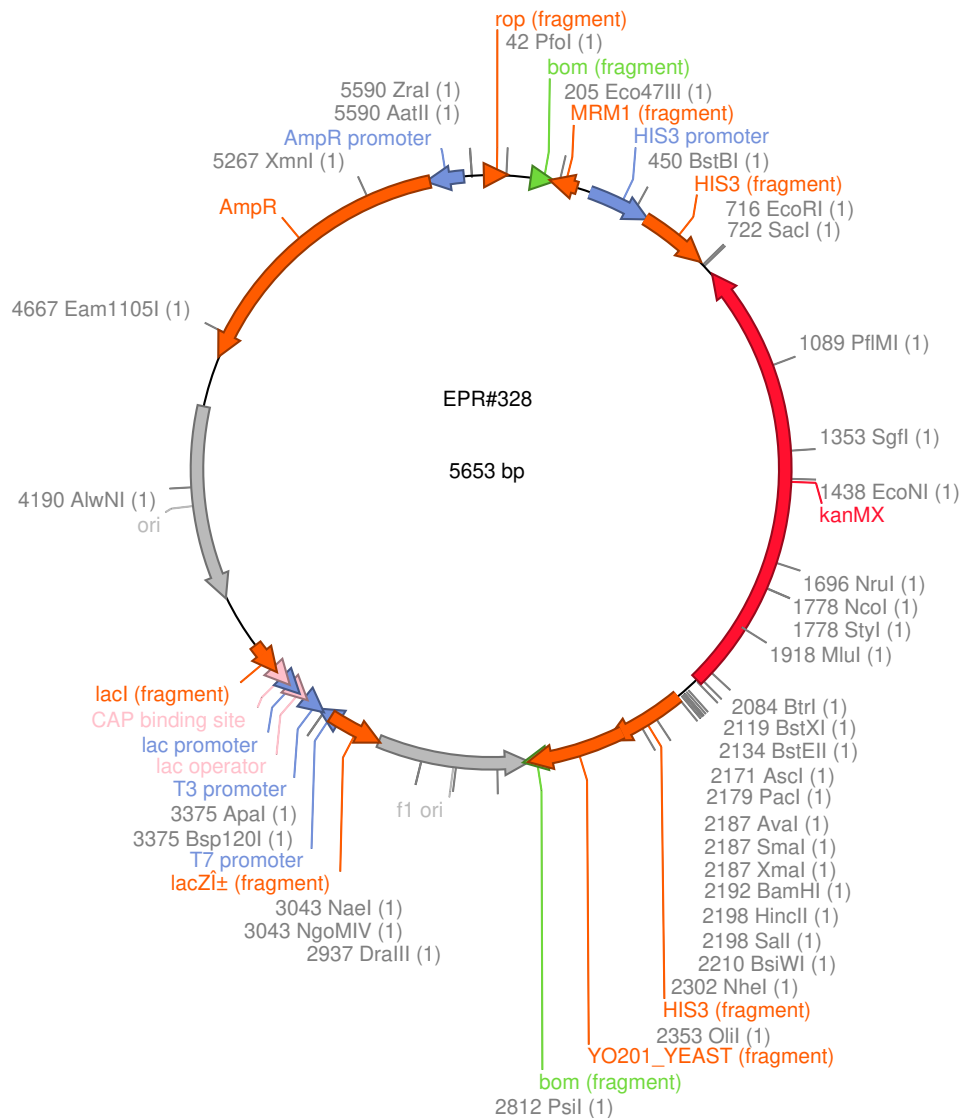 rop (fragment)
42 PfoI (1)
bom (fragment)
5590 ZraI (1)
205 Eco47III (1)
5590 AatII (1)
MRM1 (fragment)
AmpR promoter
HIS3 promoter
5267 XmnI (1)
450 BstBI (1)
HIS3 (fragment)
AmpR
716 EcoRI (1)
722 SacI (1)
4667 Eam1105I (1)
1089 PflMI (1)
EPR#328
1353 SgfI (1)
5653 bp
1438 EcoNI (1)
4190 AlwNI (1)
kanMX
ori
1696 NruI (1)
1778 NcoI (1)
1778 StyI (1)
1918 MluI (1)
lacI (fragment)
2084 BtrI (1)
CAP binding site
2119 BstXI (1)
lac promoter
2134 BstEII (1)
lac operator
2171 AscI (1)
T3 promoter
2179 PacI (1)
f1 ori
3375 ApaI (1)
2187 AvaI (1)
3375 Bsp120I (1)
2187 SmaI (1)
T7 promoter
2187 XmaI (1)
lacZÎ± (fragment)
2192 BamHI (1)
3043 NaeI (1)
2198 HincII (1)
3043 NgoMIV (1)
2198 SalI (1)
2937 DraIII (1)
2210 BsiWI (1)
2302 NheI (1)
HIS3 (fragment)
2353 OliI (1)
YO201_YEAST (fragment)
bom (fragment)
2812 PsiI (1)